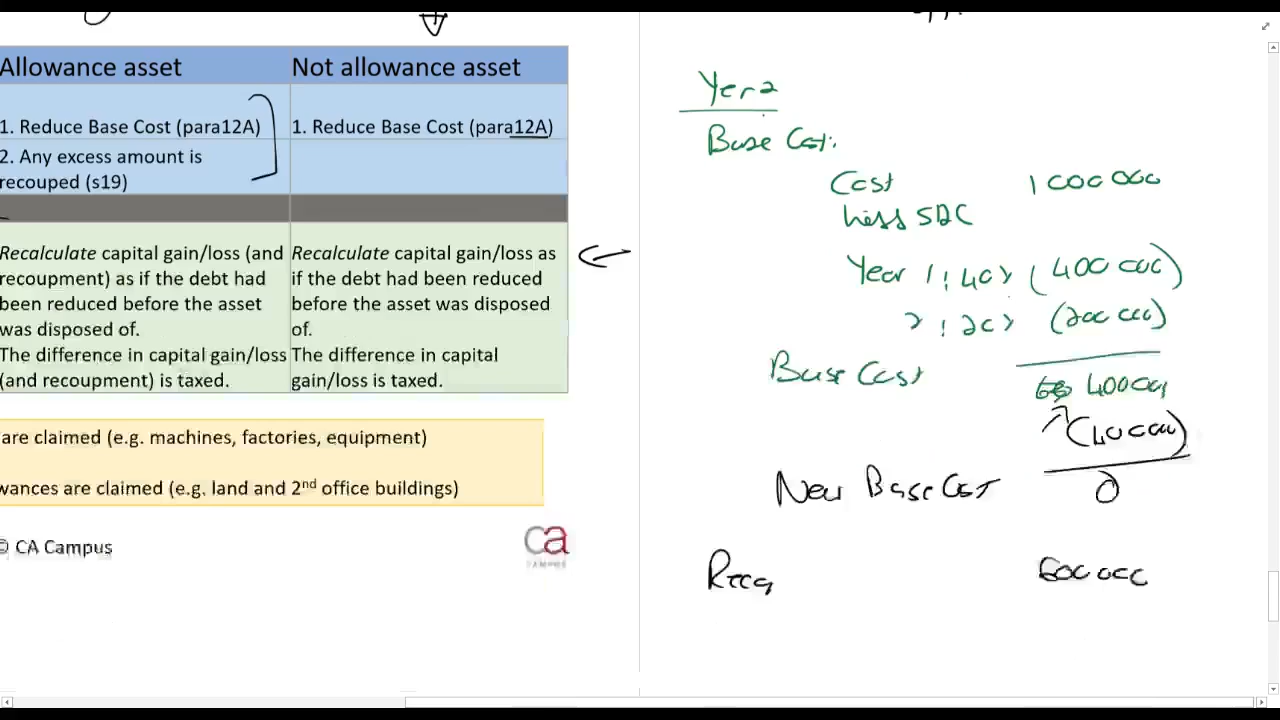 Allowance asset
Not allowance asset
1. Reduce Base Cost (para12A)
1. Reduce Base Cost (para12A)
2. Any excess amount is
recouped (s19)
Recalculate capital gain/loss (and
recoupment) as if the debt had
been reduced before the asset
was disposed of.
The difference in capital gain/loss
(and recoupment) is taxed.
Recalculate capital gain/loss as
if the debt had been reduced
before the asset was disposed
of.
The difference in capital
gain/loss is taxed.
are claimed (e.g. machines, factories, equipment)
wances are claimed (e.g. land and 2nd office buildings)
© CA Campus
ca
CAMPUS
Year 2
Base Cost:
Cost 1 000 000
Less
Year 1: 40% (400 000)
2: 20% (200 000)
Base Cost 400 000
(400 000)
New Base Cost 0
600 000